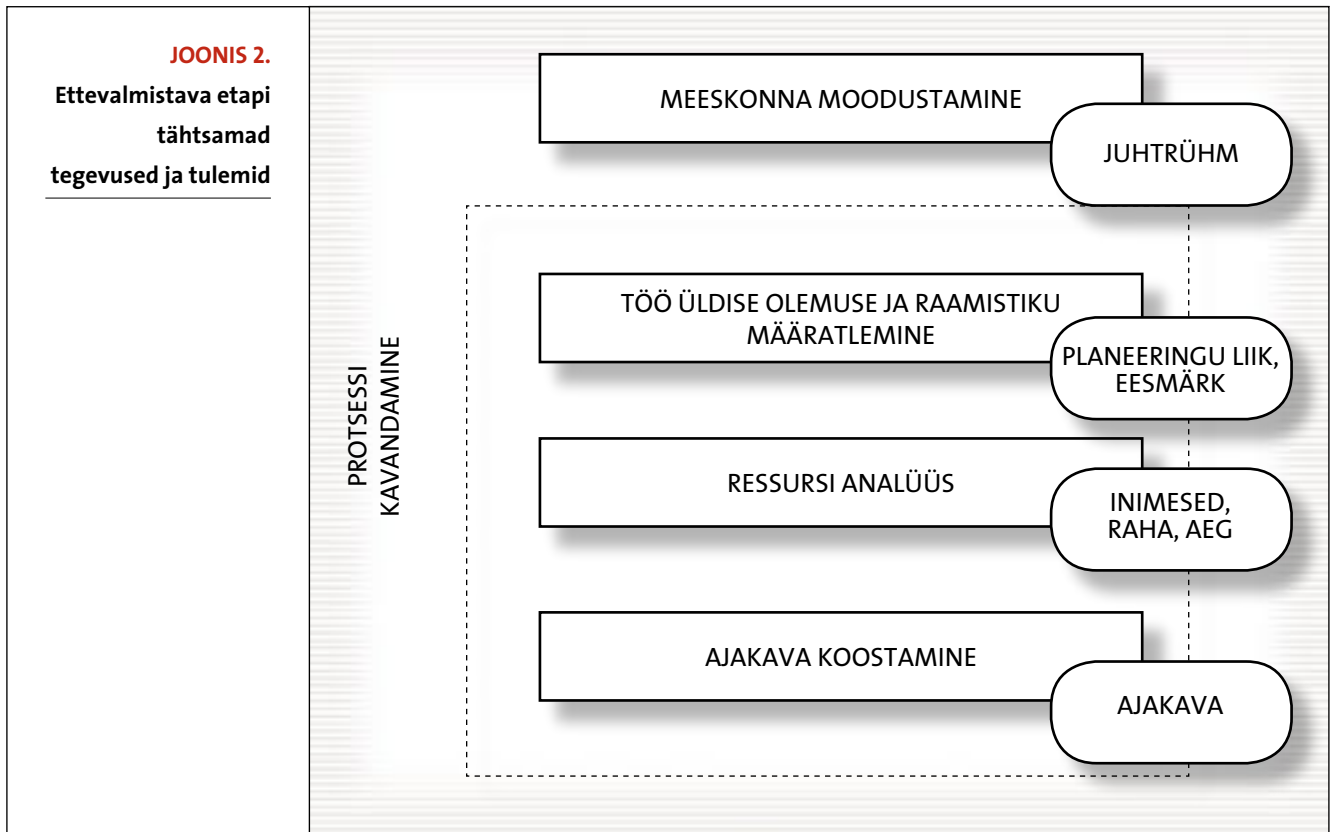 JOONIS 2.
Ettevalmistava etapi
tähtsamad
tegevused ja tulemid
MEESKONNA MOODUSTAMINE
JUHTRÜHM
PROTSESSI
KAVANDAMINE
TÖÖ ÜLDISE OLEMUSE JA RAAMISTIKU
MÄÄRATLEMINE
PLANEERINGU LIIK,
EESMÄRK
RESSURSI ANALÜÜS
INIMESED,
RAHA, AEG
AJAKAVA KOOSTAMINE
AJAKAVA